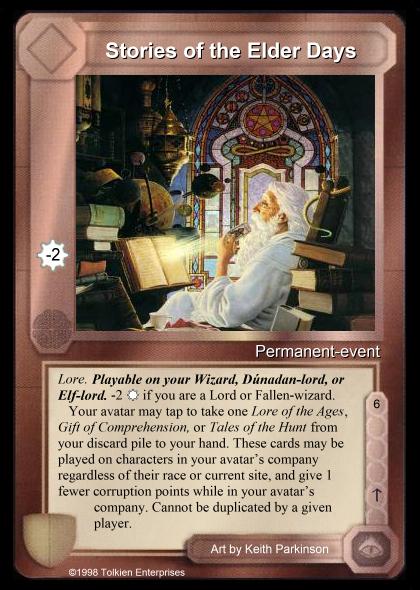 Stories of the Elder Days
-2
Permanent-event
Lore. Playable on your Wizard, Dúnadan-lord, or
Elf-lord. -2 if you are a Lord or Fallen-wizard.
Your avatar may tap to take one Lore of the Ages,
Gift of Comprehension, or Tales of the Hunt from
your discard pile to your hand. These cards may be
played on characters in your avatar's company
regardless of their race or current site, and give 1
fewer corruption points while in your avatar's
company. Cannot be duplicated by a given
player.
6
Art by Keith Parkinson
©1998 Tolkien Enterprises